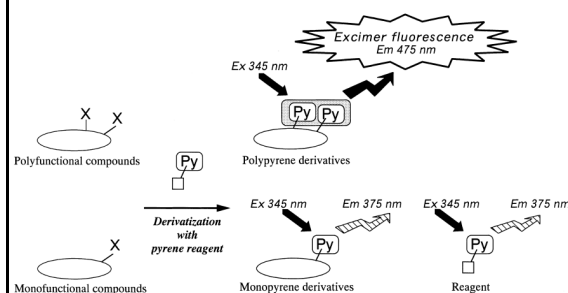 Excimer fluorescence
Em 475 nm
Ex 345 nm
X
X
Py Py
Polyfunctional compounds
Polypyrene derivatives
Py
Derivatization
with
pyrene reagent
Ex 345 nm Em 375 nm
Ex 345 nm Em 375 nm
X
Py
Py
Monofunctional compounds
Monopyrene derivatives
Reagent